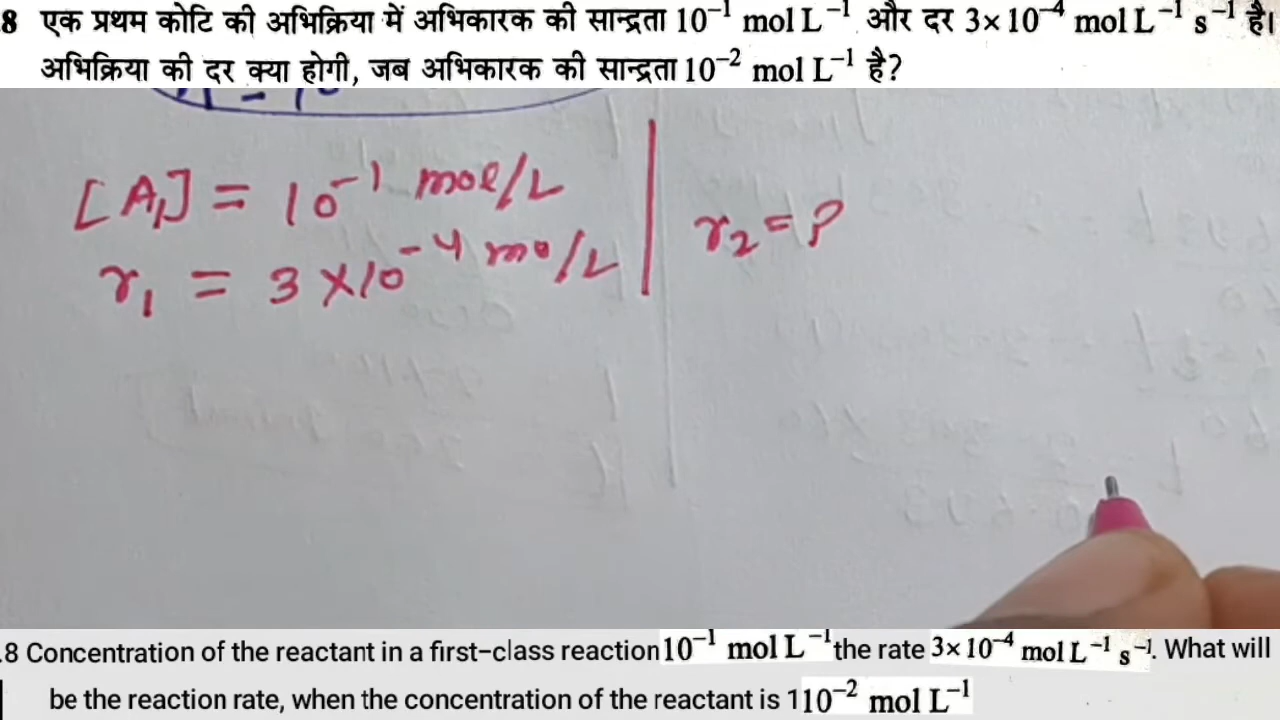 8 एक प्रथम कोटि की अभिक्रिया में अभिकारक की सान्द्रता 10⁻¹ mol L⁻¹ और दर 3×10⁻⁴ mol L⁻¹ s⁻¹ है।
अभिक्रिया की दर क्या होगी, जब अभिकारक की सान्द्रता 10⁻² mol L⁻¹ है?
[A₁] = 10⁻¹ mol/L
r₁ = 3 × 10⁻⁴ mo/L
r₂ = ?
.8 Concentration of the reactant in a first-class reaction 10⁻¹ mol L⁻¹ the rate 3×10⁻⁴ mol L⁻¹ s⁻¹. What will
be the reaction rate, when the concentration of the reactant is 110⁻² mol L⁻¹